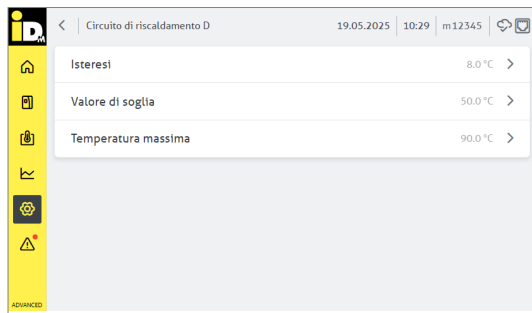 iDM
Circuito di riscaldamento D
19.05.2025
10:29
m12345
Isteresi 8.0 °C
Valore di soglia 50.0 °C
Temperatura massima 90.0 °C
ADVANCED